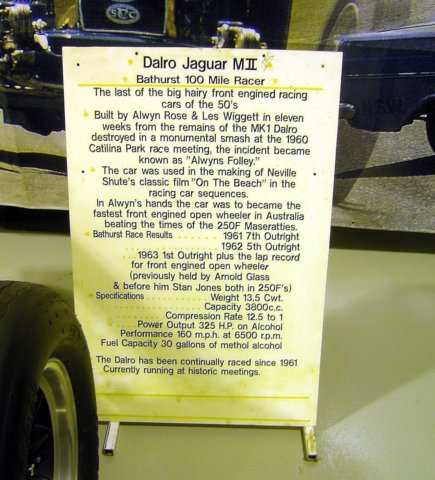 Dalro Jaguar MII
Bathurst 100 Mile Racer
The last of the big hairy front engined racing
cars of the 50's
Built by Alwyn Rose & Les Wiggett in eleven
weeks from the remains of the MK1 Dalro
destroyed in a monumental smash at the 1960
Catilina Park race meeting, the incident became
known as "Alwyns Folley."
The car was used in the making of Neville
Shute's classic film "On The Beach" in the
racing car sequences.
In Alwyn's hands the car was to become the
fastest front engined open wheeler in Australia
beating the times of the 250F Maseratties.
Bathurst Race Results . . . . . . . . 1961 7th Outright
1962 5th Outright
1963 1st Outright plus the lap record
for front engined open wheeler
(previously held by Arnold Glass
& before him Stan Jones both in 250F's)
Specifications . . . . . . . . . . . . Weight 13.5 Cwt.
. . . . . . . . . . . . Capacity 3800c.c.
. . . . . . . . . . Compression Rate 12.5 to 1
. . . . Power Output 325 H.P. on Alcohol
Performance 160 m.p.h. at 6500 r.p.m.
Fuel Capacity 30 gallons of methol alcohol
The Dalro has been continually raced since 1961
Currently running at historic meetings.